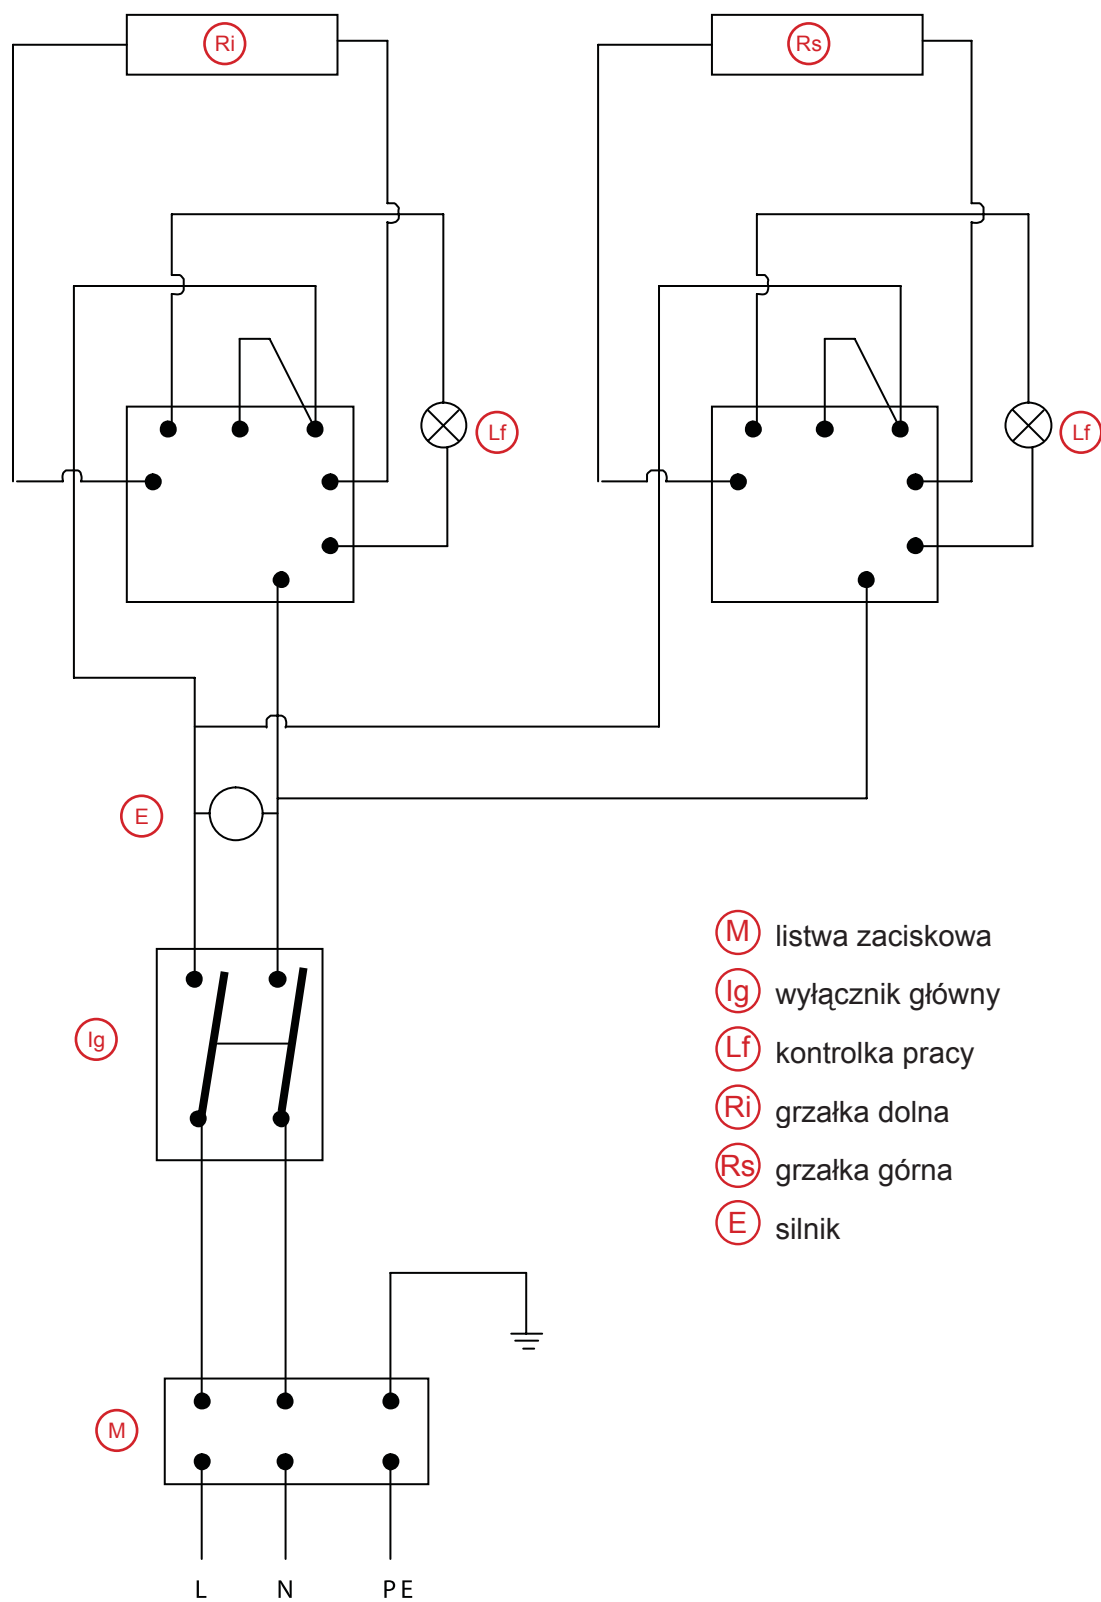 Ri
Rs
Lf
Lf
E
M listwa zaciskowa
Ig wyłącznik główny
Ig
Lf kontrolka pracy
Ri grzałka dolna
Rs grzałka górna
E silnik
M
L N PE